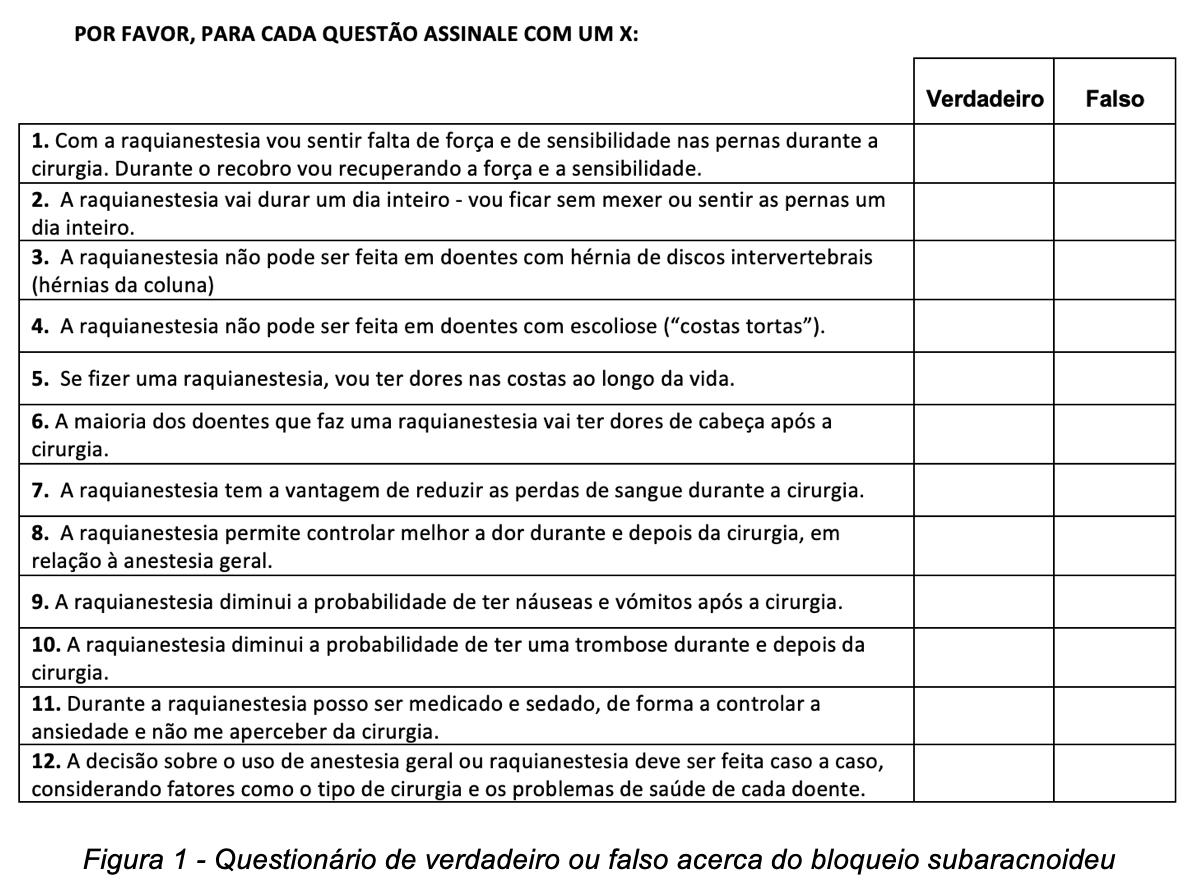 POR FAVOR, PARA CADA QUESTÃO ASSINALE COM UM X:
Verdadeiro Falso
1. Com a raquianestesia vou sentir falta de força e de sensibilidade nas pernas durante a
cirurgia. Durante o recobro vou recuperando a força e a sensibilidade.
2. A raquianestesia vai durar um dia inteiro - vou ficar sem mexer ou sentir as pernas um
dia inteiro.
3. A raquianestesia não pode ser feita em doentes com hérnia de discos intervertebrais
(hérnias da coluna)
4. A raquianestesia não pode ser feita em doentes com escoliose (“costas tortas”).
5. Se fizer uma raquianestesia, vou ter dores nas costas ao longo da vida.
6. A maioria dos doentes que faz uma raquianestesia vai ter dores de cabeça após a
cirurgia.
7. A raquianestesia tem a vantagem de reduzir as perdas de sangue durante a cirurgia.
8. A raquianestesia permite controlar melhor a dor durante e depois da cirurgia, em
relação à anestesia geral.
9. A raquianestesia diminui a probabilidade de ter náuseas e vómitos após a cirurgia.
10. A raquianestesia diminui a probabilidade de ter uma trombose durante e depois da
cirurgia.
11. Durante a raquianestesia posso ser medicado e sedado, de forma a controlar a
ansiedade e não me aperceber da cirurgia.
12. A decisão sobre o uso de anestesia geral ou raquianestesia deve ser feita caso a caso,
considerando fatores como o tipo de cirurgia e os problemas de saúde de cada doente.
Figura 1 - Questionário de verdadeiro ou falso acerca do bloqueio subaracnoideu